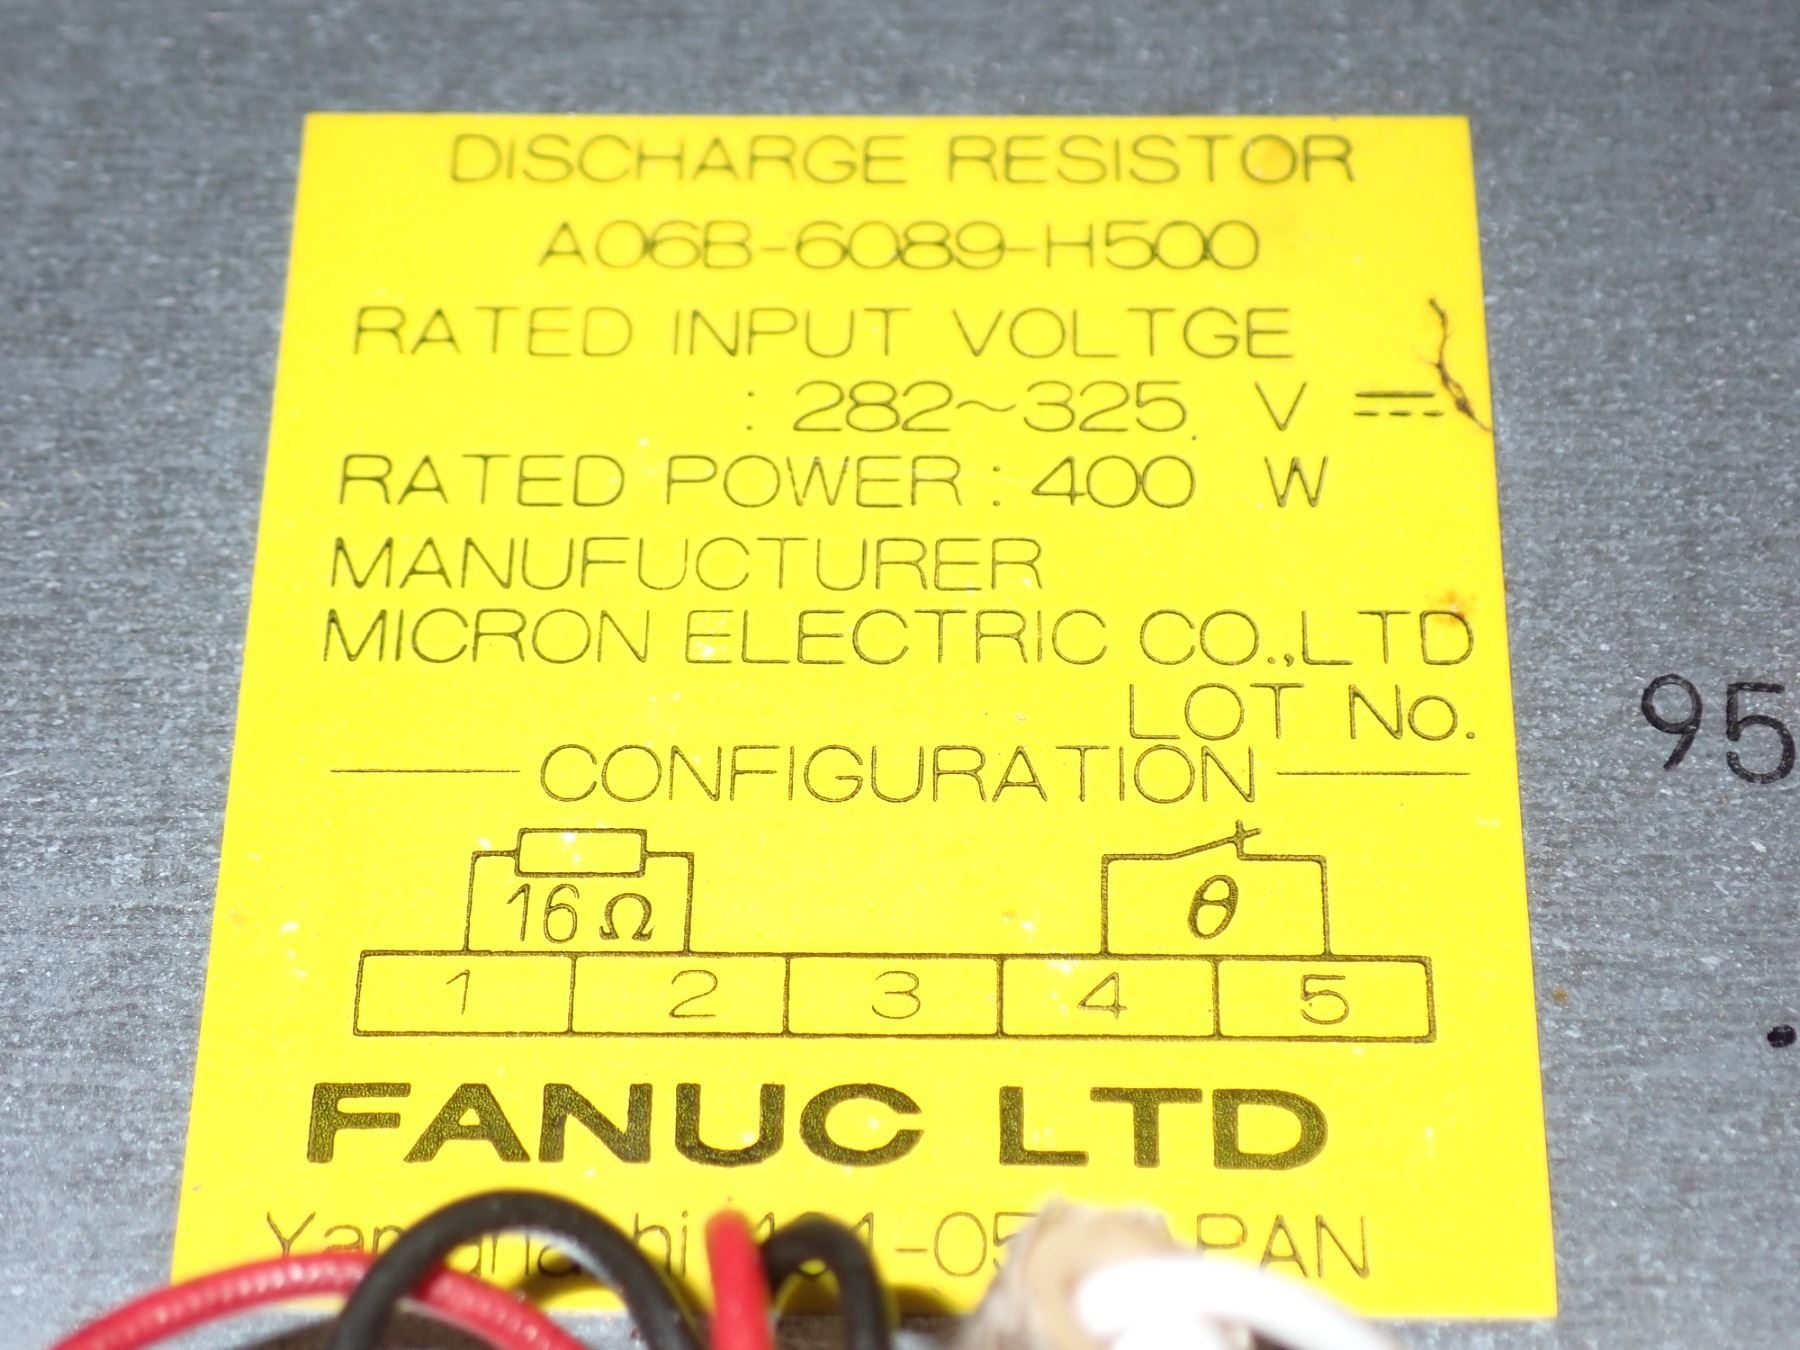 DISCHARGE RESISTOR
A06B-6089-H500
RATED INPUT VOLTGE
: 282~325 V ⎓
RATED POWER : 400 W
MANUFUCTURER
MICRON ELECTRIC CO.,LTD
LOT No.
95
CONFIGURATION
16 Ω
θ
1 2 3 4 5
FANUC LTD